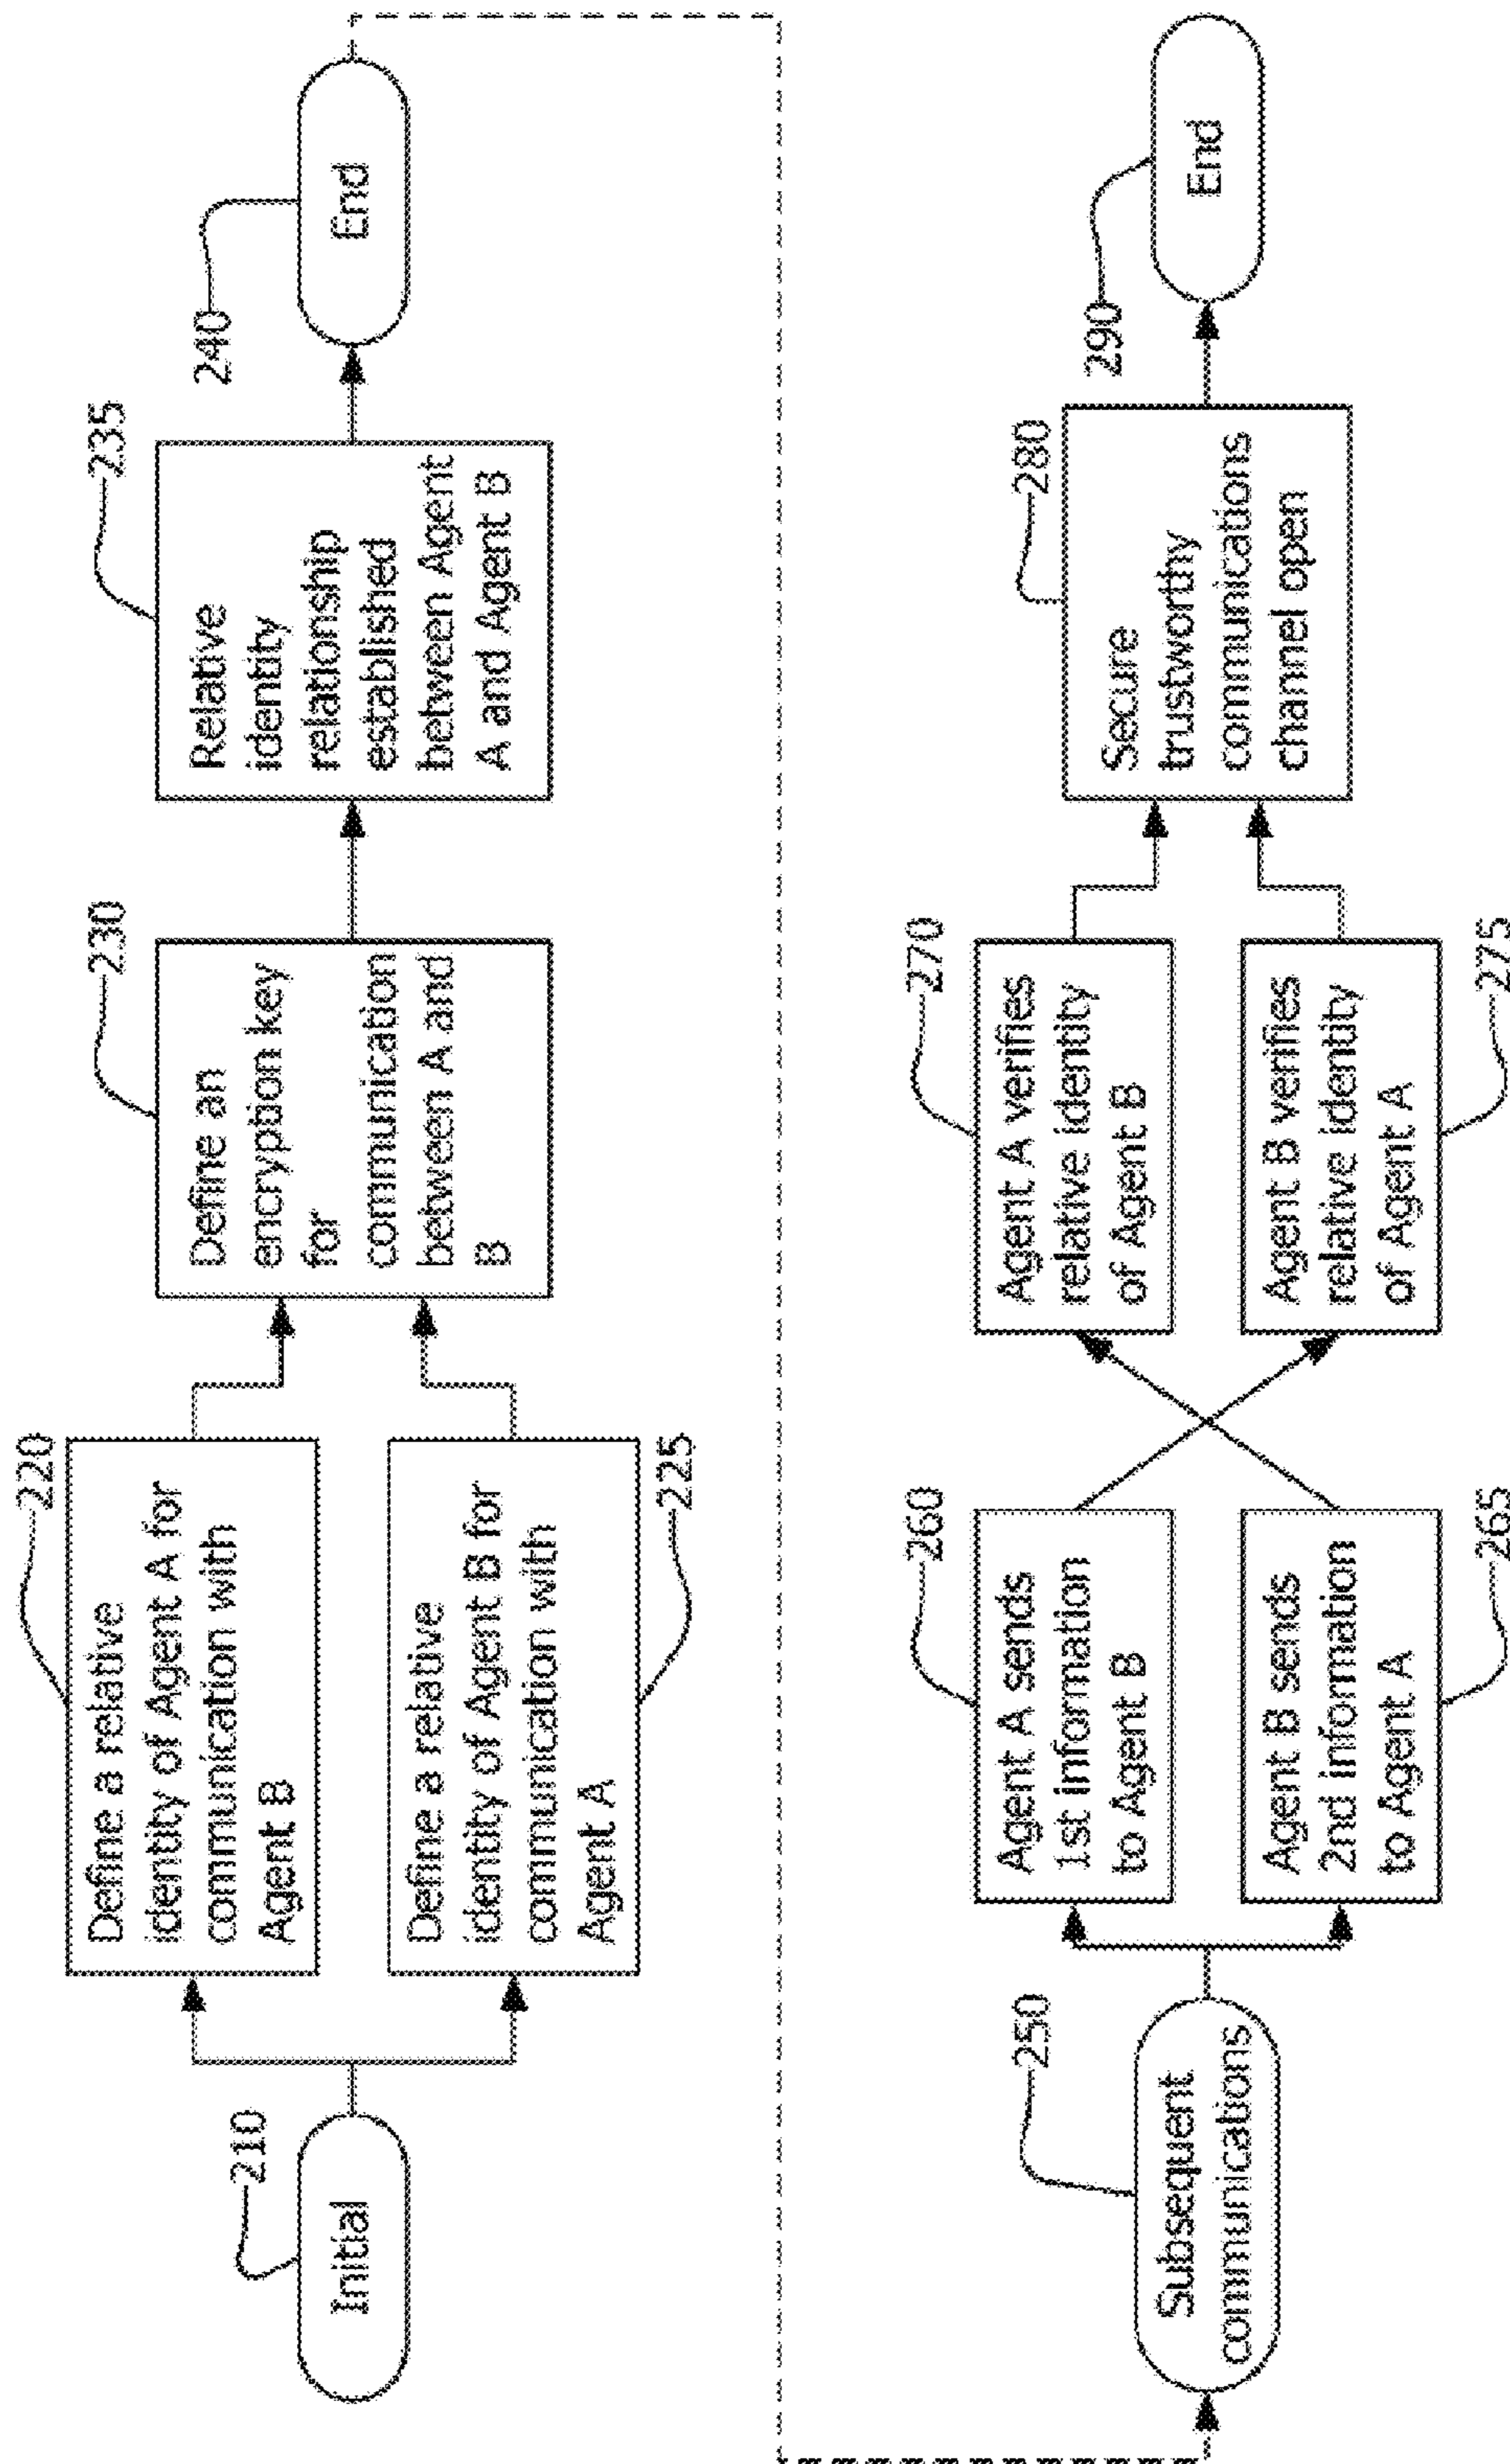 210
Initial
220
Define a relative
identity of Agent A for
communication with
Agent B
225
Define a relative
identity of Agent B for
communication with
Agent A
230
Define an
encryption key
for
communication
between A and
B
235
Relative
identity
relationship
established
between Agent
A and Agent B
240
End
250
Subsequent
communications
260
Agent A sends
1st information
to Agent B
265
Agent B sends
2nd information
to Agent A
270
Agent A verifies
relative identity
of Agent B
275
Agent B verifies
relative identity
of Agent A
280
Secure
trustworthy
communications
channel open
290
End